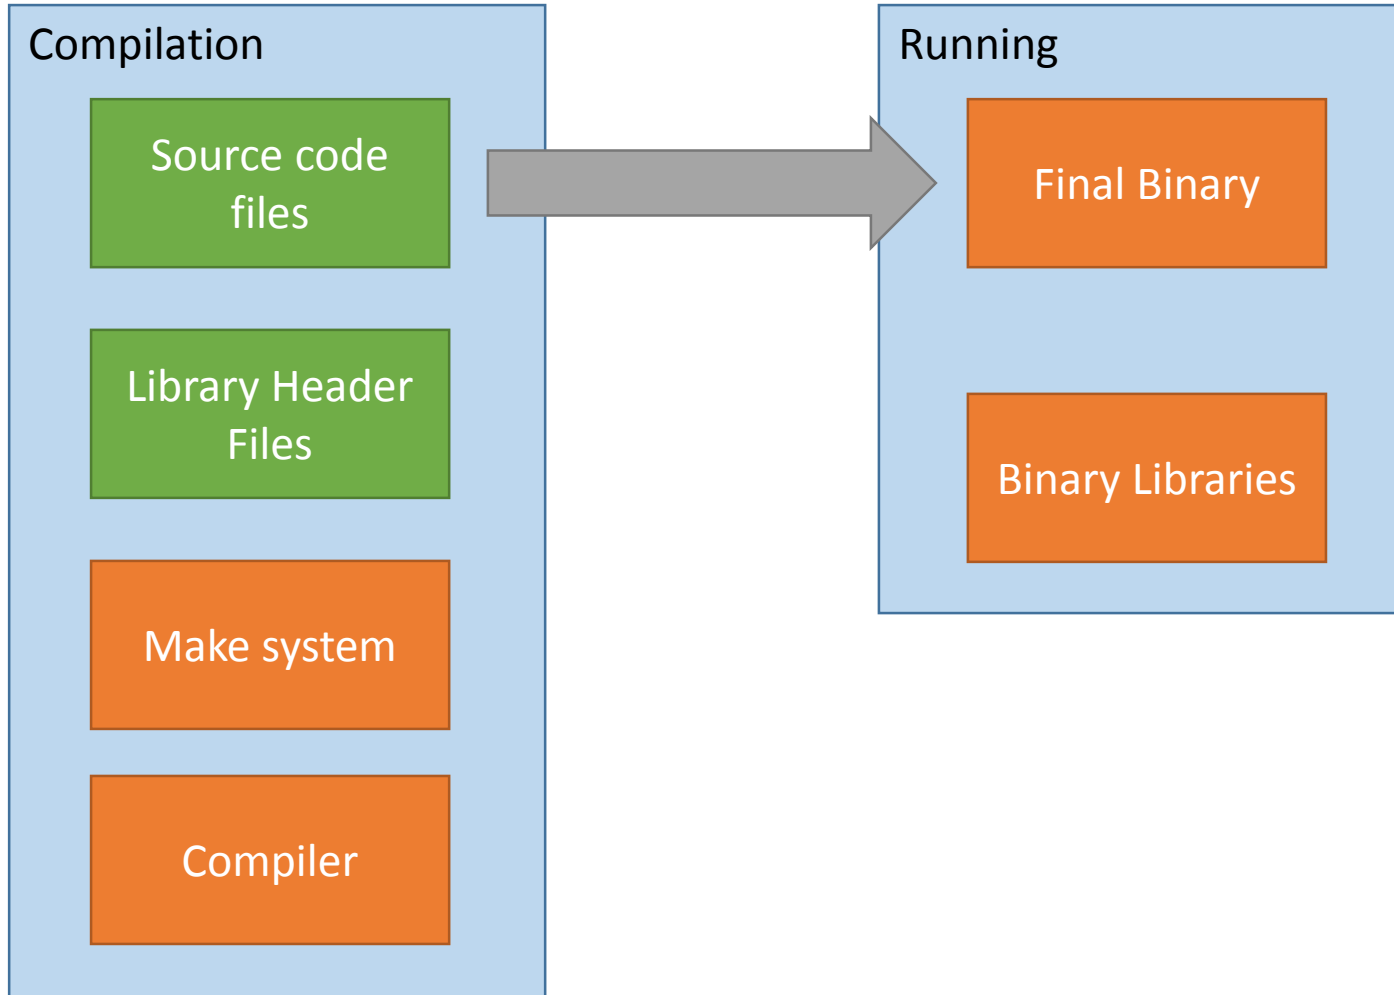 Compilation
Source code
files
Library Header
Files
Make system
Compiler
Running
Final Binary
Binary Libraries